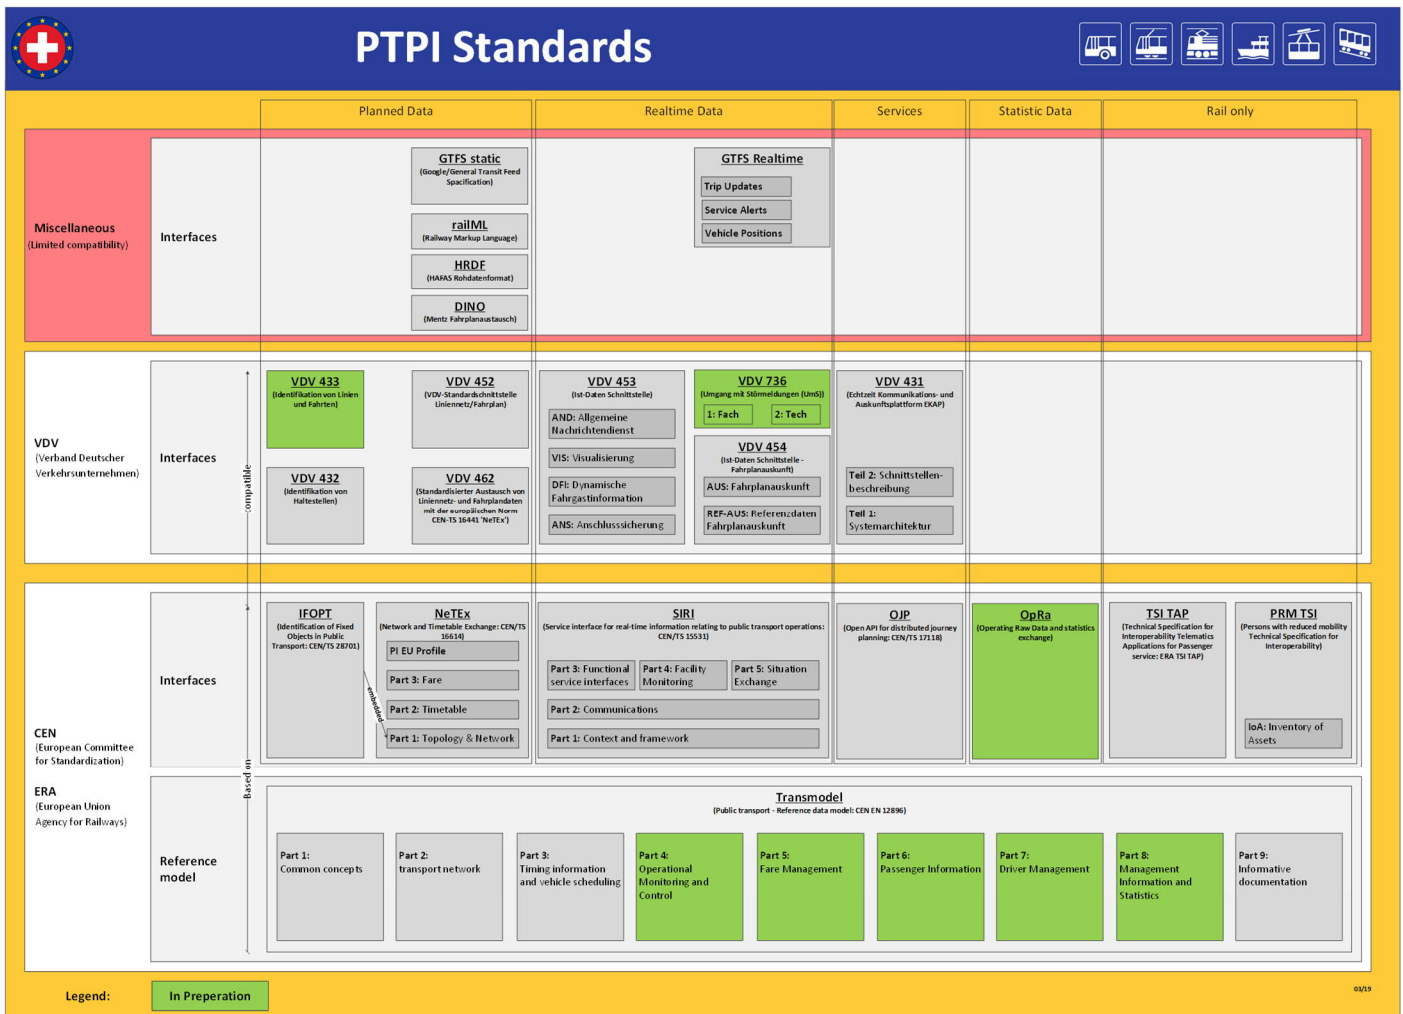 PTPI Standards
Planned Data
Realtime Data
Services
Statistic Data
Rail only
Miscellaneous
(Limited compatibility)
Interfaces
GTFS static
(Google/General Transit Feed
Spacification)
railML
(Railway Markup Language)
HRDF
(HAFAS Rohdatenformat)
DINO
(Mentz Fahrplanaustausch)
GTFS Realtime
Trip Updates
Service Alerts
Vehicle Positions
VDV
(Verband Deutscher
Verkehrsunternehmen)
Interfaces
compatible
VDV 433
(Identifikation von Linien
und Fahrten)
VDV 452
(VDV-Standardschnittstelle
Liniennetz/Fahrplan)
VDV 432
(Identifikation von
Haltestellen)
VDV 462
(Standardisierter Austausch von
Liniennetz- und Fahrplandaten
mit der europäischen Norm
CEN-TS 16441 'NeTEx')
VDV 453
(Ist-Daten Schnittstelle)
AND: Allgemeine
Nachrichtendienst
VIS: Visualisierung
DFI: Dynamische
Fahrgastinformation
ANS: Anschlusssicherung
VDV 736
(Umgang mit Störmeldungen (UmS))
1: Fach
2: Tech
VDV 454
(Ist-Daten Schnittstelle -
Fahrplanauskunft)
AUS: Fahrplanauskunft
REF-AUS: Referenzdaten
Fahrplanauskunft
VDV 431
(Echtzeit Kommunikations- und
Auskunftsplattform EKAP)
Teil 2: Schnittstellen-
beschreibung
Teil 1:
Systemarchitektur
CEN
(European Committee
for Standardization)
ERA
(European Union
Agency for Railways)
Interfaces
Based on
IFOPT
(Identification of Fixed
Objects in Public
Transport: CEN/TS 28701)
embedded
NeTEx
(Network and Timetable Exchange: CEN/TS
16614)
PI EU Profile
Part 3: Fare
Part 2: Timetable
Part 1: Topology & Network
SIRI
(Service interface for real-time information relating to public transport operations:
CEN/TS 15531)
Part 3: Functional
service interfaces
Part 4: Facility
Monitoring
Part 5: Situation
Exchange
Part 2: Communications
Part 1: Context and framework
OJP
(Open API for distributed journey
planning: CEN/TS 17118)
OpRa
(Operating Raw Data and statistics
exchange)
TSI TAP
(Technical Specification for
Interoperability Telematics
Applications for Passenger
service: ERA TSI TAP)
PRM TSI
(Persons with reduced mobility
Technical Specification for
Interoperability)
IoA: Inventory of
Assets
Reference
model
Transmodel
(Public transport - Reference data model: CEN EN 12896)
Part 1:
Common concepts
Part 2:
transport network
Part 3:
Timing information
and vehicle scheduling
Part 4:
Operational
Monitoring and
Control
Part 5:
Fare Management
Part 6:
Passenger Information
Part 7:
Driver Management
Part 8:
Management
Information and
Statistics
Part 9:
Informative
documentation
Legend:
In Preperation
03/19